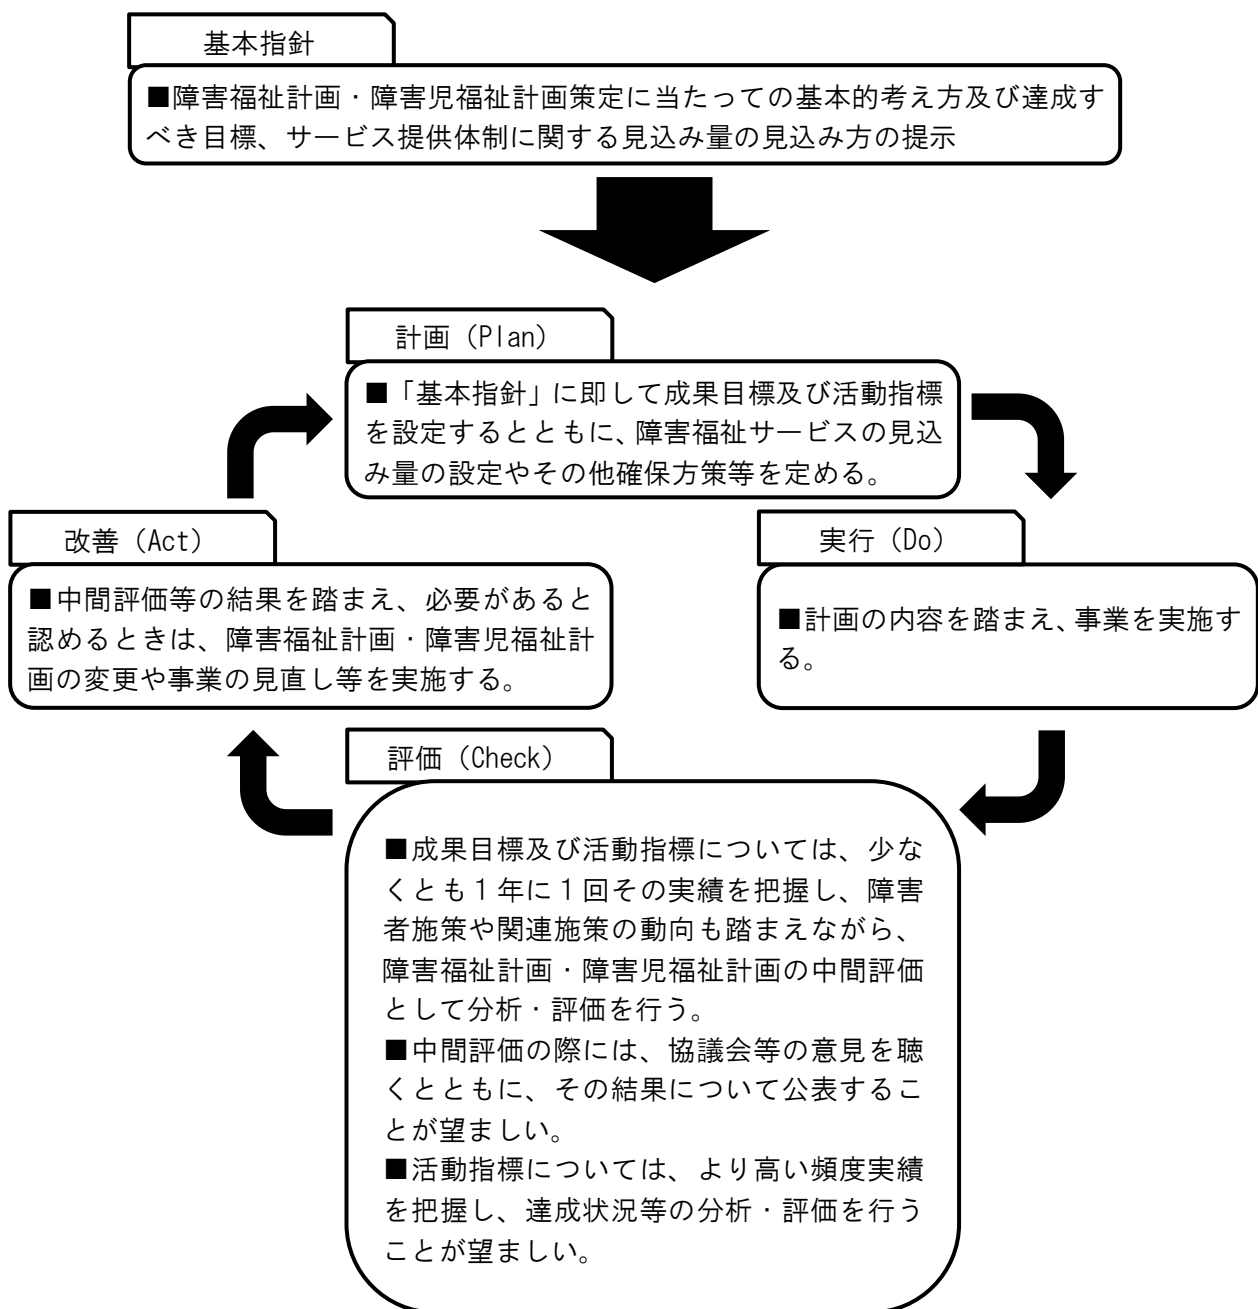 基本指針
■障害福祉計画・障害児福祉計画策定に当たっての基本的考え方及び達成す
べき目標、サービス提供体制に関する見込み量の見込み方の提示
計画（Plan）
■「基本指針」に即して成果目標及び活動指標
を設定するとともに、障害福祉サービスの見込
み量の設定やその他確保方策等を定める。
改善（Act）
■中間評価等の結果を踏まえ、必要があると
認めるときは、障害福祉計画・障害児福祉計
画の変更や事業の見直し等を実施する。
実行（Do）
■計画の内容を踏まえ、事業を実施す
る。
評価（Check）
■成果目標及び活動指標については、少な
くとも１年に１回その実績を把握し、障害
者施策や関連施策の動向も踏まえながら、
障害福祉計画・障害児福祉計画の中間評価
として分析・評価を行う。
■中間評価の際には、協議会等の意見を聴
くとともに、その結果について公表するこ
とが望ましい。
■活動指標については、より高い頻度実績
を把握し、達成状況等の分析・評価を行う
ことが望ましい。